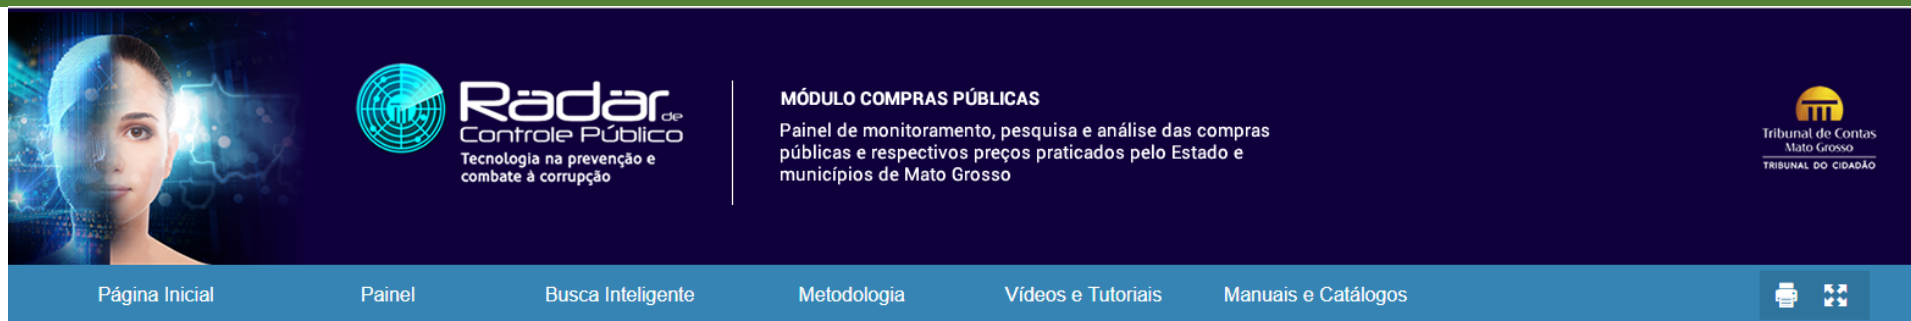 Radar de
Controle Público
Tecnologia na prevenção e
combate à corrupção
MÓDULO COMPRAS PÚBLICAS
Painel de monitoramento, pesquisa e análise das compras
públicas e respectivos preços praticados pelo Estado e
municípios de Mato Grosso
Tribunal de Contas
Mato Grosso
TRIBUNAL DO CIDADÃO
Página Inicial Painel Busca Inteligente Metodologia Vídeos e Tutoriais Manuais e Catálogos